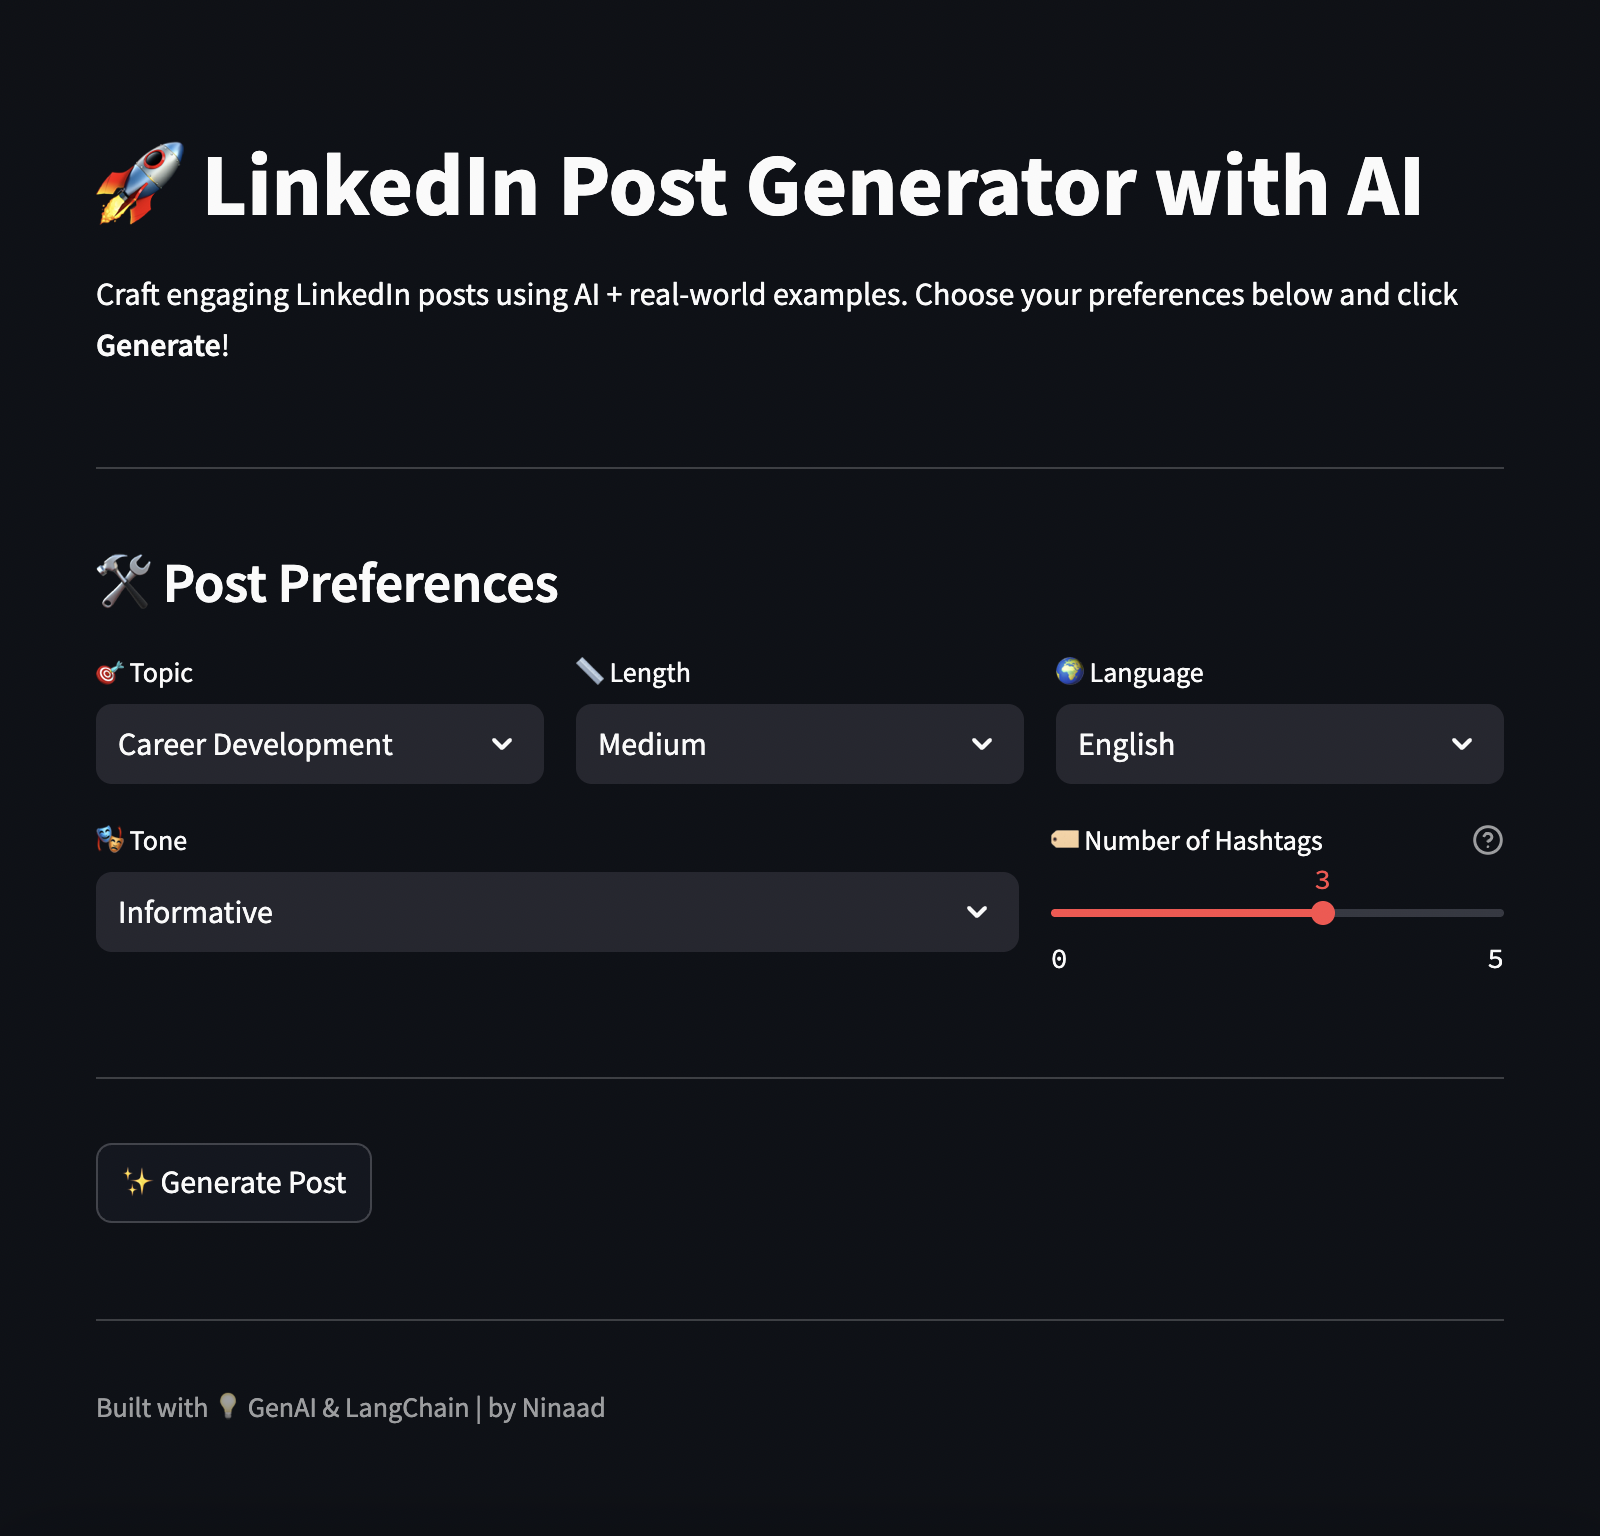 🚀 LinkedIn Post Generator with AI
Craft engaging LinkedIn posts using AI + real-world examples. Choose your preferences below and click
Generate!
🛠️ Post Preferences
🎯 Topic
Career Development
📏 Length
Medium
🌍 Language
English
🎭 Tone
Informative
🏷️ Number of Hashtags
3
0
5
✨ Generate Post
Built with 💡 GenAI & LangChain | by Ninaad